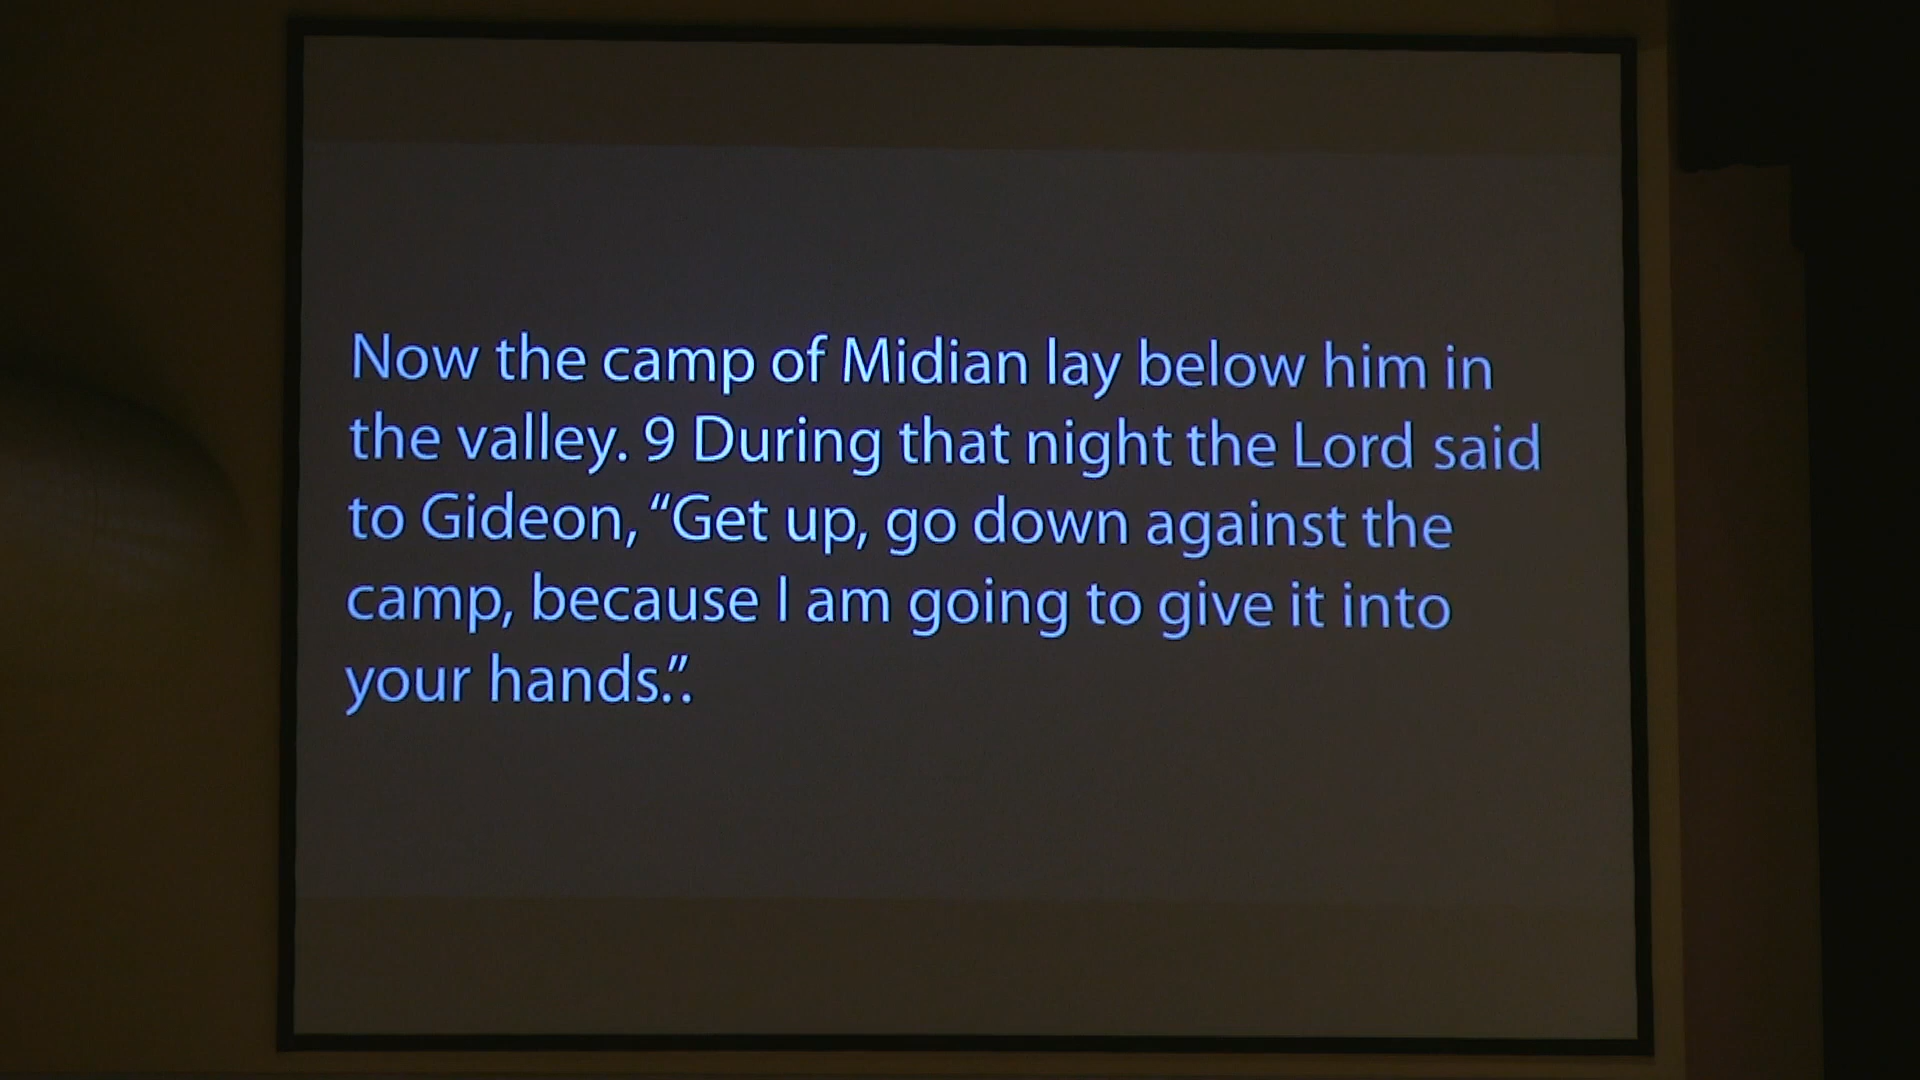 Now the camp of Midian lay below him in
the valley. 9 During that night the Lord said
to Gideon, “Get up, go down against the
camp, because I am going to give it into
your hands.”.